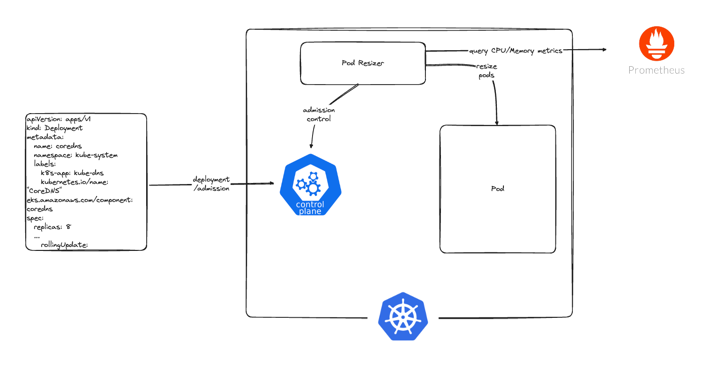 Pod Resizer
query CPU/Memory metrics
Prometheus
resize
pods
admission
control
apiVersion: apps/v1
kind: Deployment
metadata:
name: coredns
namespace: kube-system
labels:
k8s-app: kube-dns
kubernetes.io/name:
"CoreDNS"
eks.amazonaws.com/component:
coredns
spec:
replicas: 8
...
rollingUpdate:
deployment
/admission
control
plane
Pod